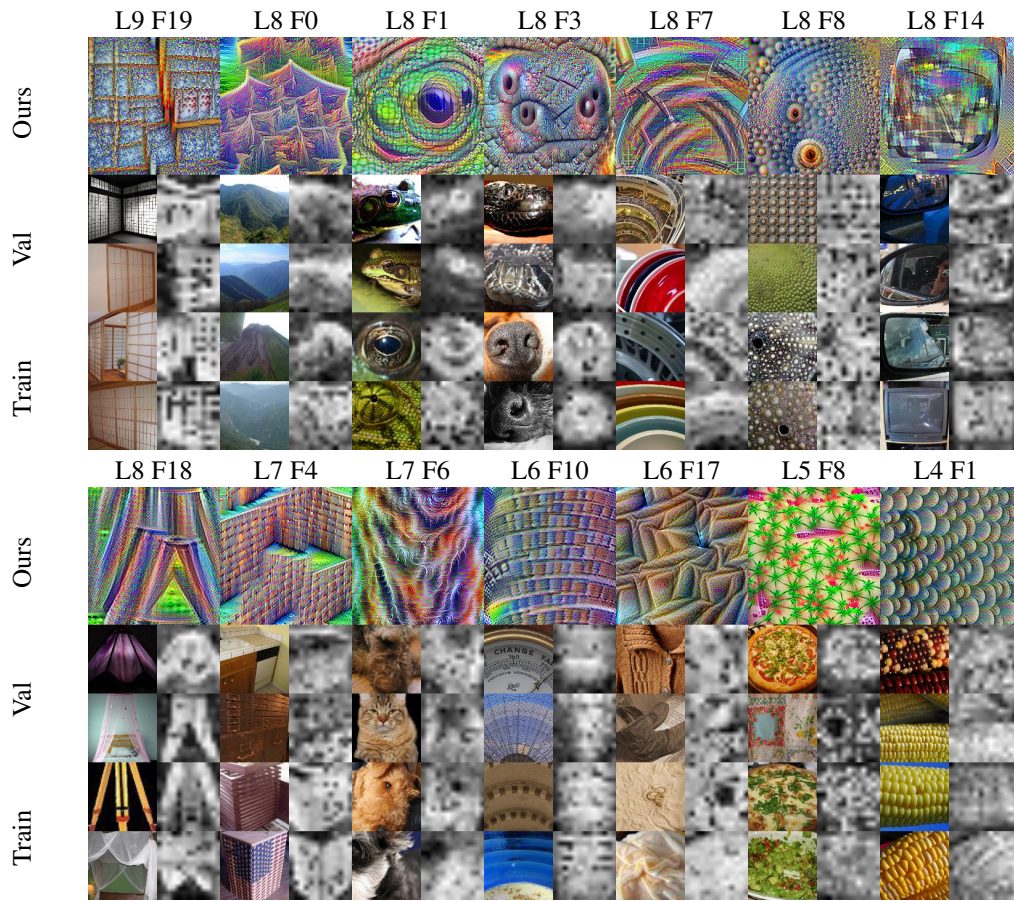 L9 F19 L8 F0 L8 F1 L8 F3 L8 F7 L8 F8 L8 F14
Ours
Val
Train
L8 F18 L7 F4 L7 F6 L6 F10 L6 F17 L5 F8 L4 F1
Ours
Val
CHANGE
Train